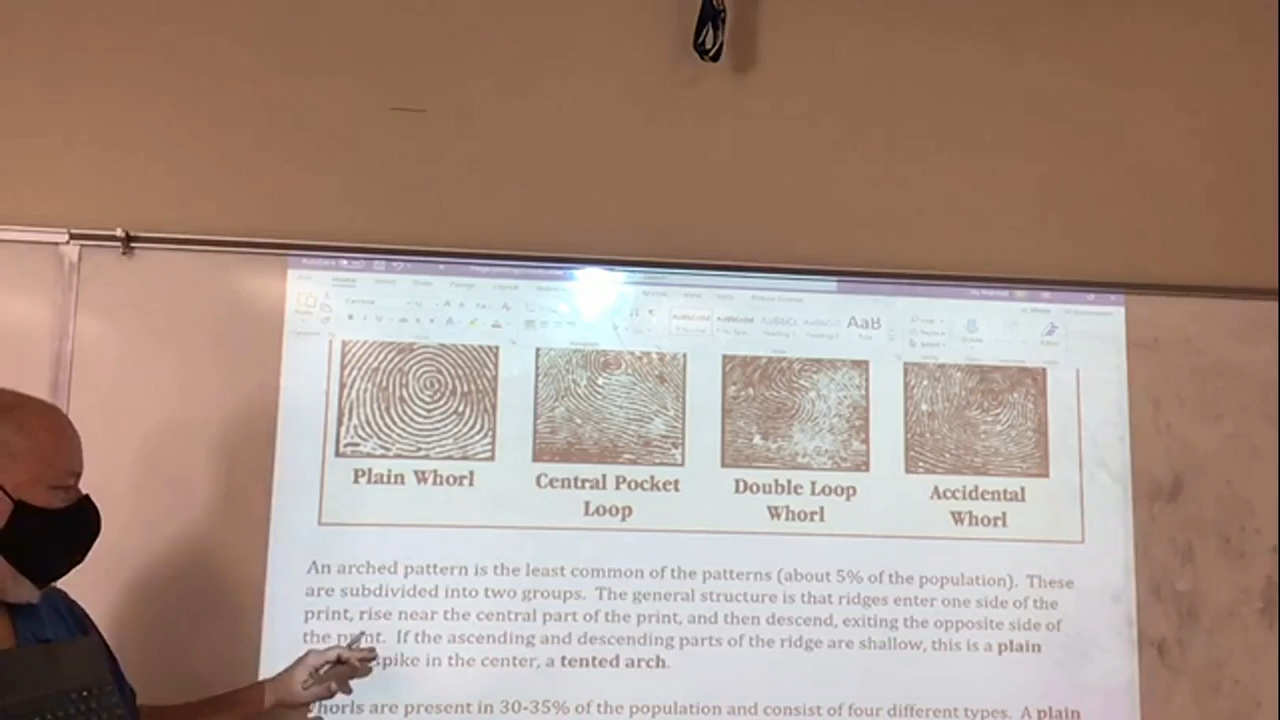 Home
AaB
Plain Whorl
Central Pocket
Loop
Double Loop
Whorl
Accidental
Whorl
An arched pattern is the least common of the patterns (about 5% of the population). These
are subdivided into two groups. The general structure is that ridges enter one side of the
print, rise near the central part of the print, and then descend, exiting the opposite side of
the print. If the ascending and descending parts of the ridge are shallow, this is a plain
spike in the center, a tented arch.
Whorls are present in 30-35% of the population and consist of four different types. A plain